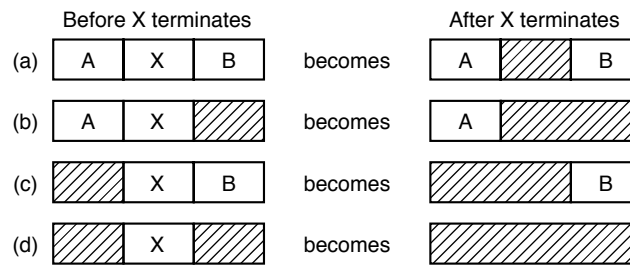 Before X terminates After X terminates
(a) A X B becomes A B
(b) A X becomes A
(c) X B becomes B
(d) X becomes